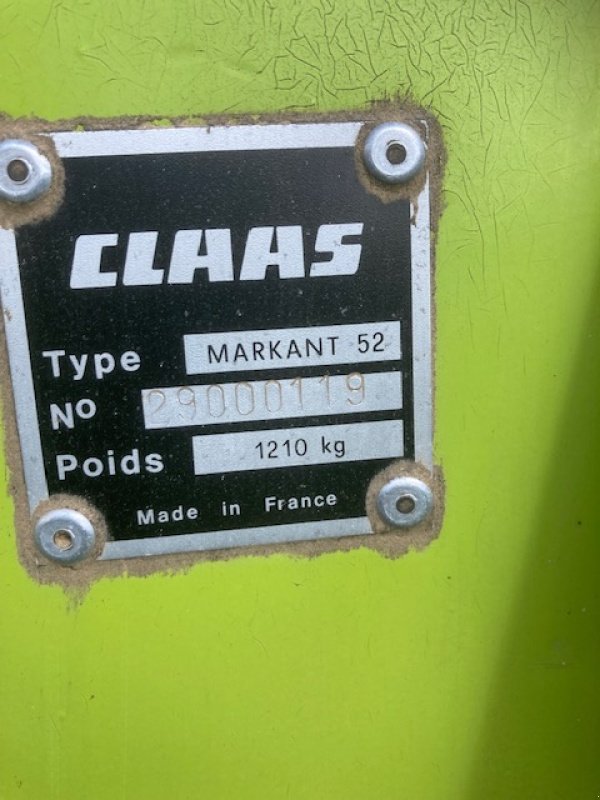 CLAAS
Type MARKANT 52
No 29000119
Poids 1210 kg
Made in France